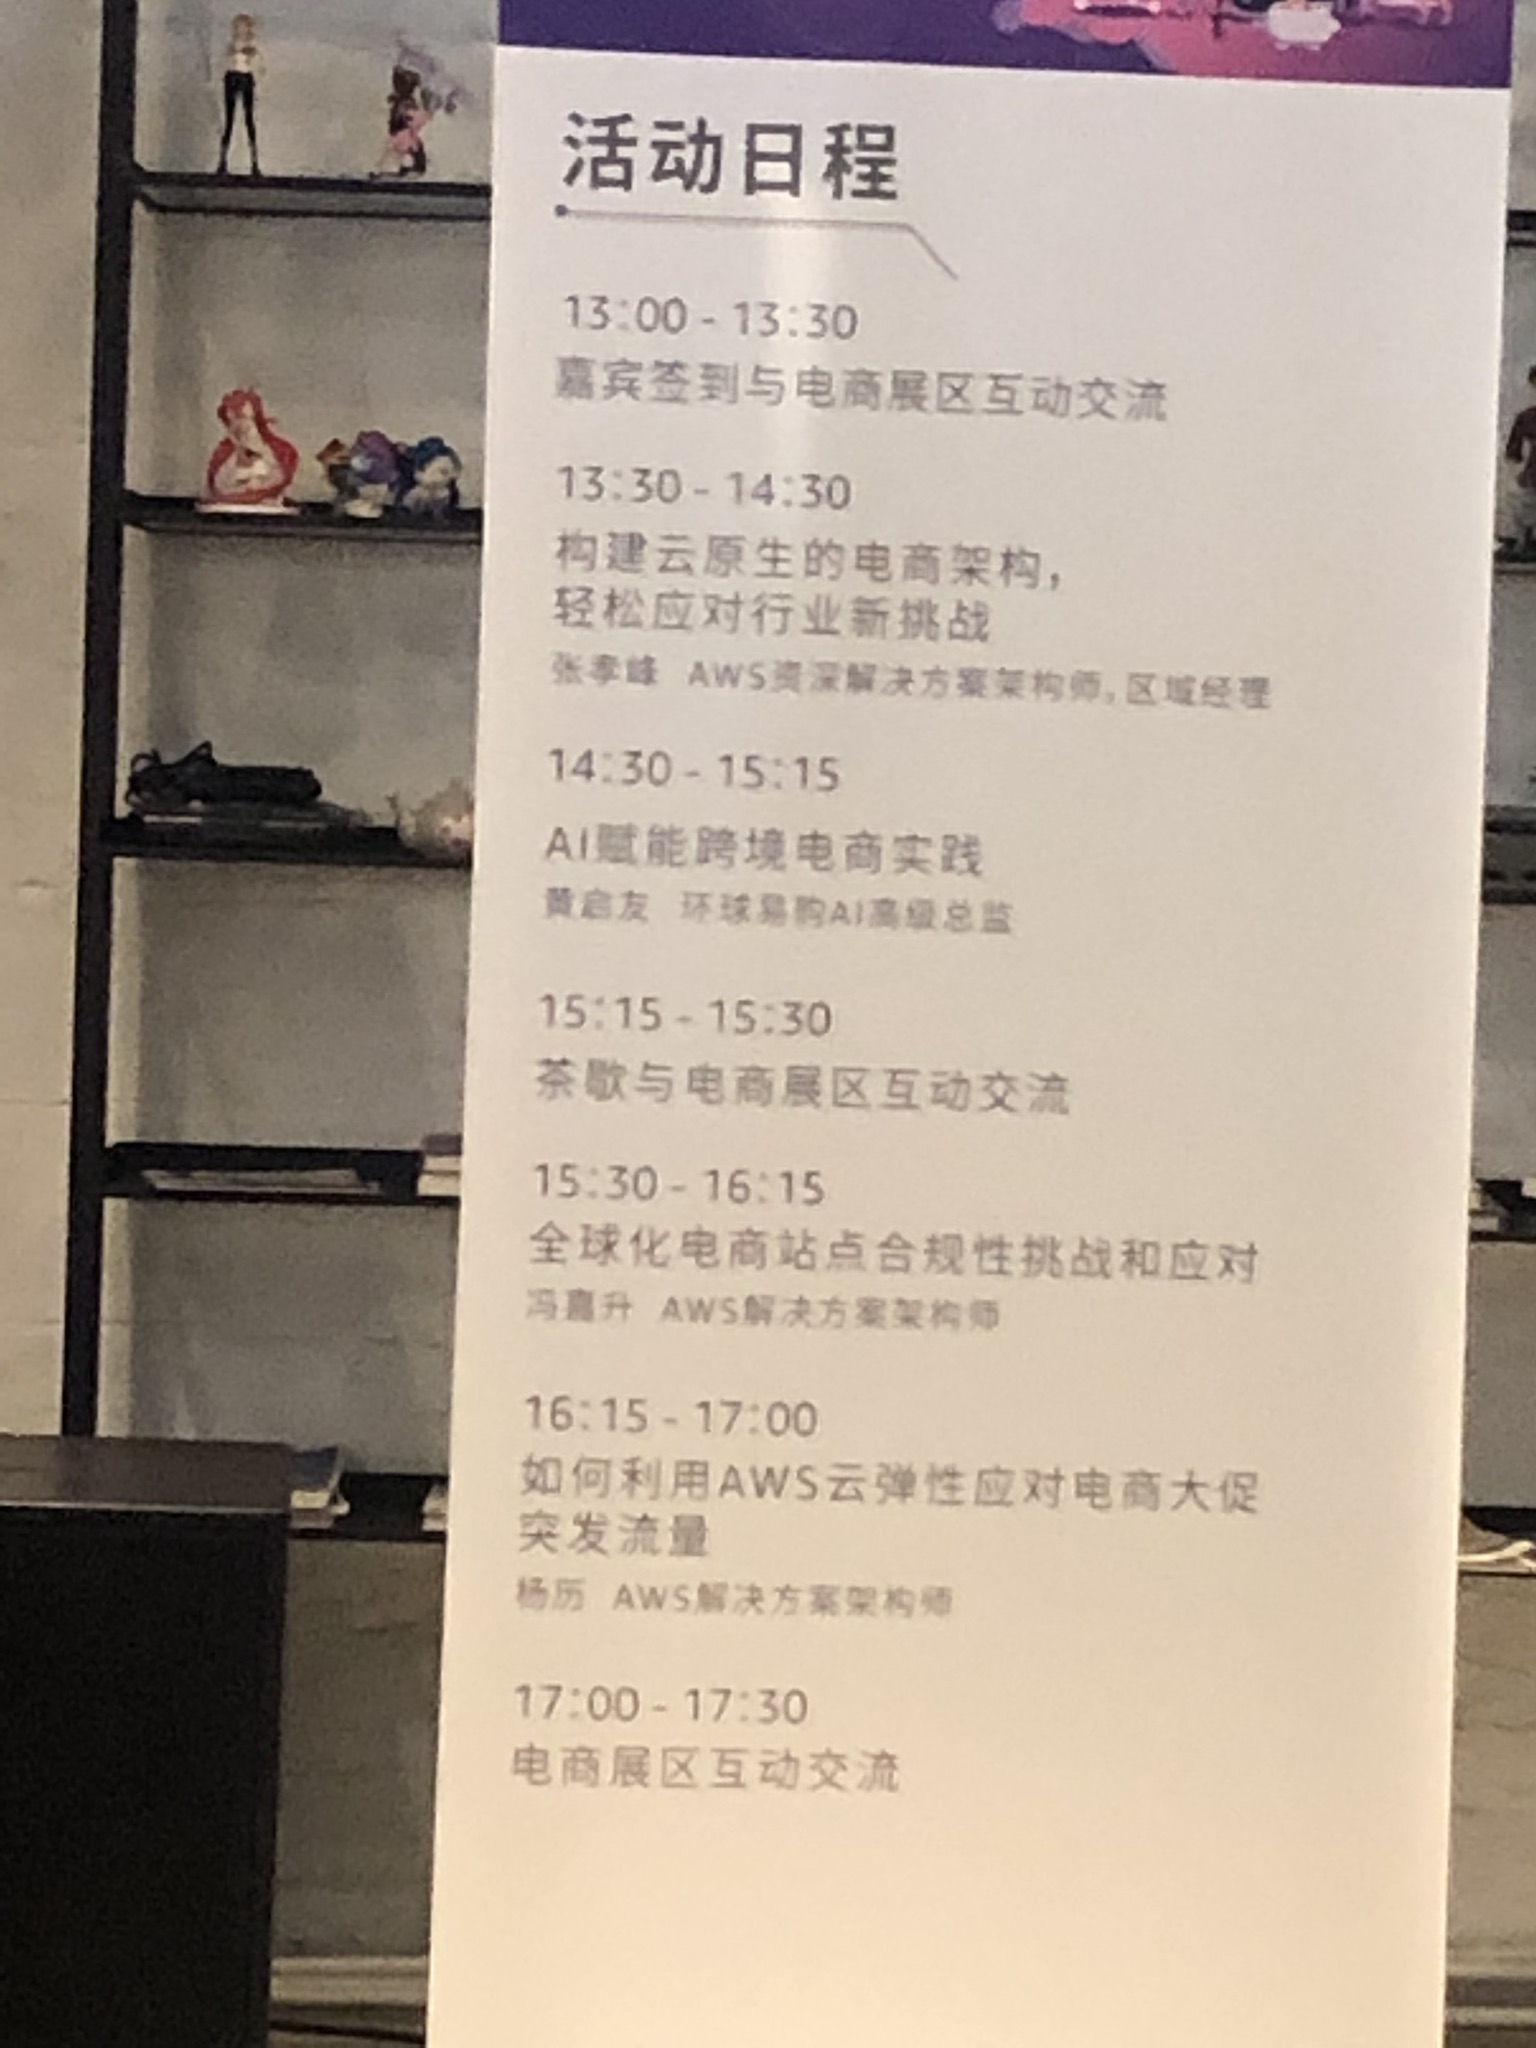 活动日程
13:00 - 13:30
嘉宾签到与电商展区互动交流
13:30 - 14:30
构建云原生的电商架构，
轻松应对行业新挑战
张孝峰 AWS资深解决方案架构师，区域经理
14:30 - 15:15
AI赋能跨境电商实践
黄启友 环球易购AI高级总监
15:15 - 15:30
茶歇与电商展区互动交流
15:30 - 16:15
全球化电商站点合规性挑战和应对
冯嘉升 AWS解决方案架构师
16:15 - 17:00
如何利用AWS云弹性应对电商大促
突发流量
杨历 AWS解决方案架构师
17:00 - 17:30
电商展区互动交流